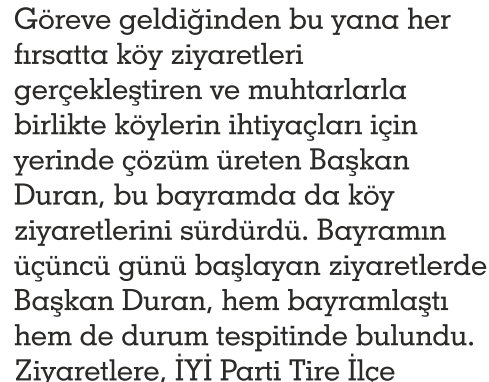 Göreve geldiğinden bu yana her
fırsatta köy ziyaretleri
gerçekleştiren ve muhtarlarla
birlikte köylerin ihtiyaçları için
yerinde çözüm üreten Başkan
Duran, bu bayramda da köy
ziyaretlerini sürdürdü. Bayramın
üçüncü günü başlayan ziyaretlerde
Başkan Duran, hem bayramlaştı
hem de durum tespitinde bulundu.
Ziyaretlere, İYİ Parti Tire İlçe